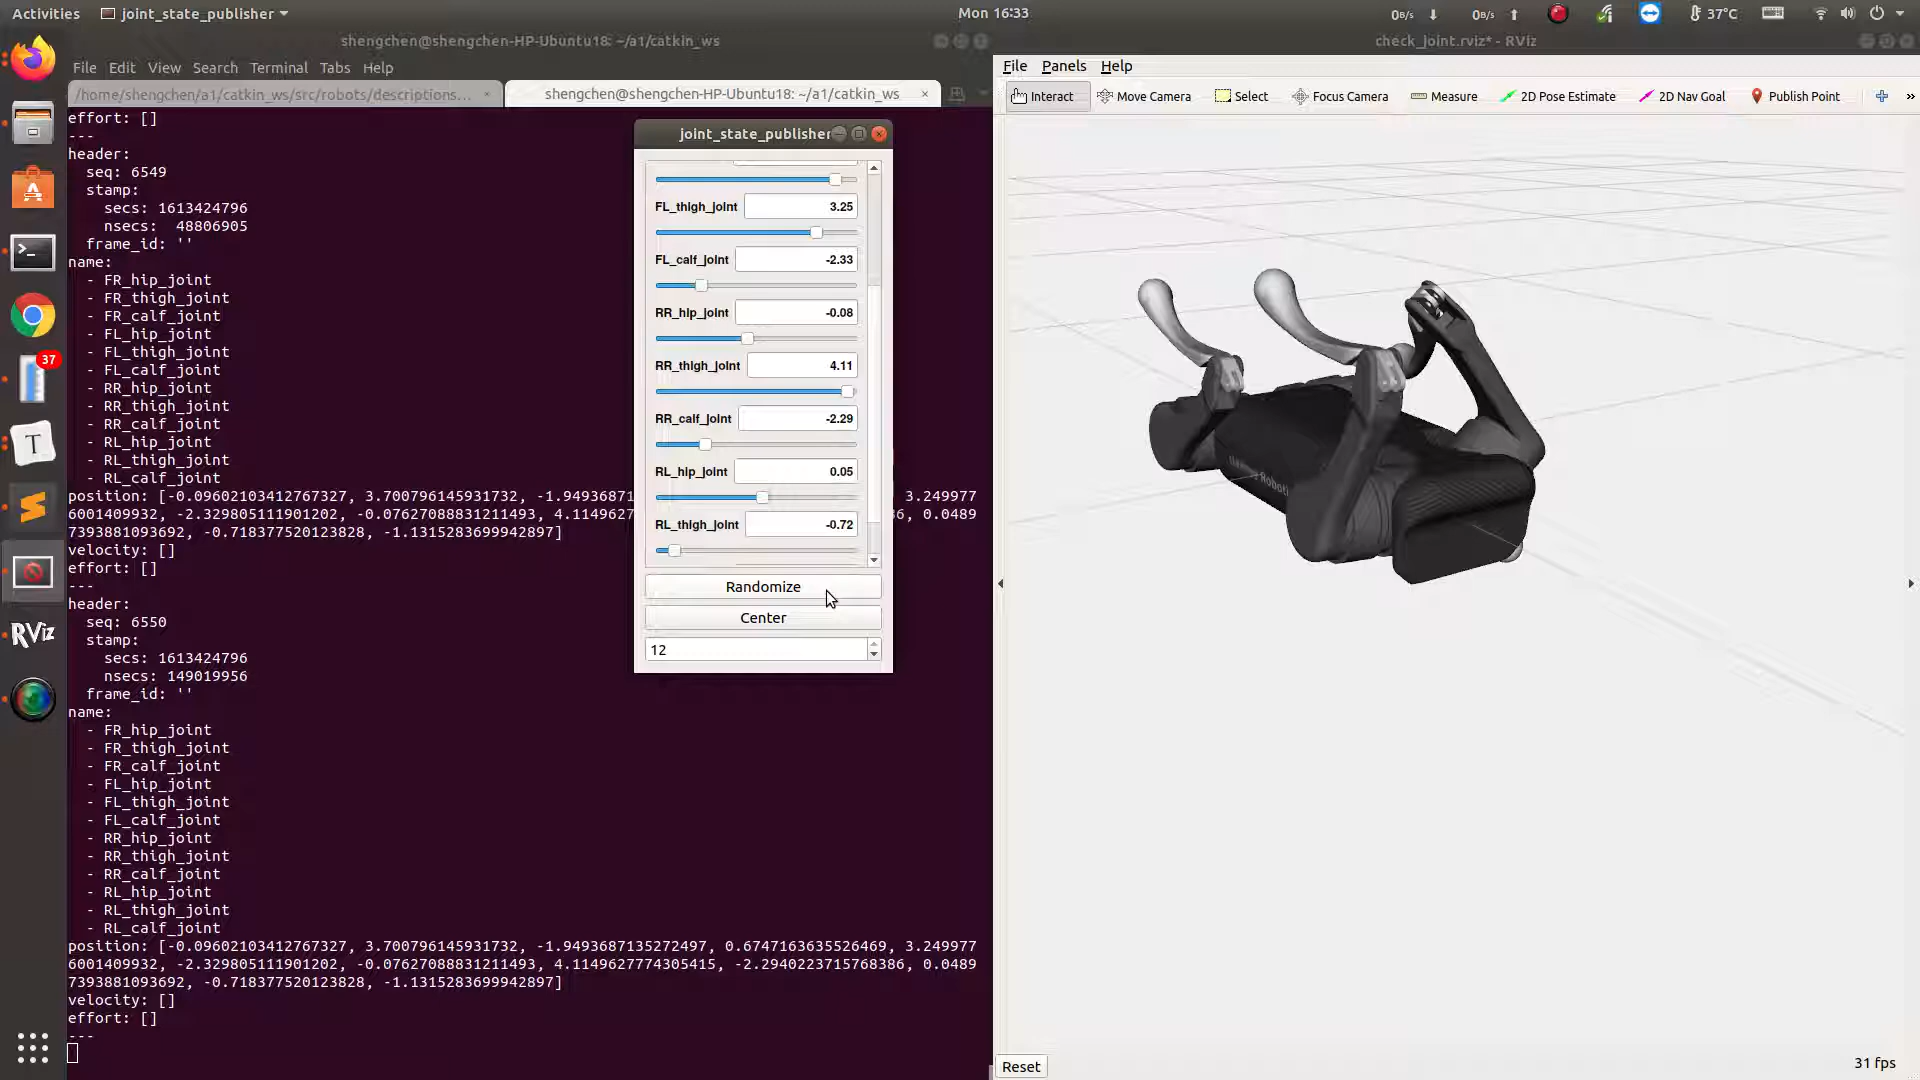 Activities
joint_state_publisher
Mon 16:33
0B/s
0B/s
37°C
shengchen@shengchen-HP-Ubuntu18: ~/a1/catkin_ws
File Edit View Search Terminal Tabs Help
/home/shengchen/a1/catkin_ws/src/robots/descriptions...
shengchen@shengchen-HP-Ubuntu18: ~/a1/catkin_ws
effort: []
---
header:
seq: 6549
stamp:
secs: 1613424796
nsecs:  48806905
frame_id: ''
name:
- FR_hip_joint
- FR_thigh_joint
- FR_calf_joint
- FL_hip_joint
- FL_thigh_joint
- FL_calf_joint
- RR_hip_joint
- RR_thigh_joint
- RR_calf_joint
- RL_hip_joint
- RL_thigh_joint
- RL_calf_joint
position: [-0.09602103412767327, 3.700796145931732, -1.9493687 3.249977
6001409932, -2.329805111901202, -0.07627088831211493, 4.1149627 6, 0.0489
7393881093692, -0.718377520123828, -1.1315283699942897]
velocity: []
effort: []
---
header:
seq: 6550
stamp:
secs: 1613424796
nsecs: 149019956
frame_id: ''
name:
- FR_hip_joint
- FR_thigh_joint
- FR_calf_joint
- FL_hip_joint
- FL_thigh_joint
- FL_calf_joint
- RR_hip_joint
- RR_thigh_joint
- RR_calf_joint
- RL_hip_joint
- RL_thigh_joint
- RL_calf_joint
position: [-0.09602103412767327, 3.700796145931732, -1.9493687135272497, 0.6747163635526469, 3.249977
6001409932, -2.329805111901202, -0.07627088831211493, 4.1149627774305415, -2.2940223715768386, 0.0489
7393881093692, -0.718377520123828, -1.1315283699942897]
velocity: []
effort: []
---
37
T
RViz
joint_state_publisher
FL_thigh_joint 3.25
FL_calf_joint -2.33
RR_hip_joint -0.08
RR_thigh_joint 4.11
RR_calf_joint -2.29
RL_hip_joint 0.05
RL_thigh_joint -0.72
Randomize
Center
12
check_joint.rviz* - RViz
File Panels Help
Interact Move Camera Select Focus Camera Measure 2D Pose Estimate 2D Nav Goal Publish Point »
Reset
31 fps